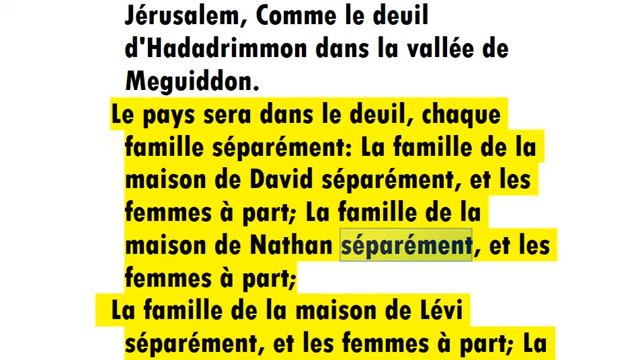 Jérusalem, Comme le deuil
d'Hadadrimmon dans la vallée de
Meguiddon.
Le pays sera dans le deuil, chaque
famille séparément: La famille de la
maison de David séparément, et les
femmes à part; La famille de la
maison de Nathan séparément, et les
femmes à part;
La famille de la maison de Lévi
séparément, et les femmes à part; La